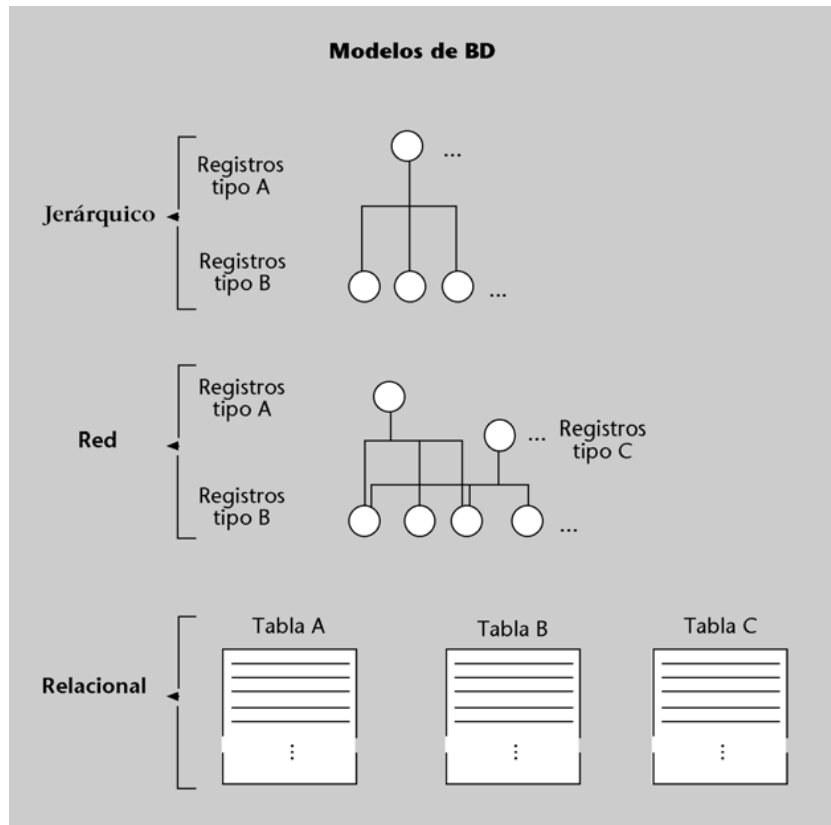 Modelos de BD
Jerárquico
Registros
tipo A
...
Registros
tipo B
...
Red
Registros
tipo A
... Registros
tipo C
Registros
tipo B
...
Relacional
Tabla A
Tabla B
Tabla C